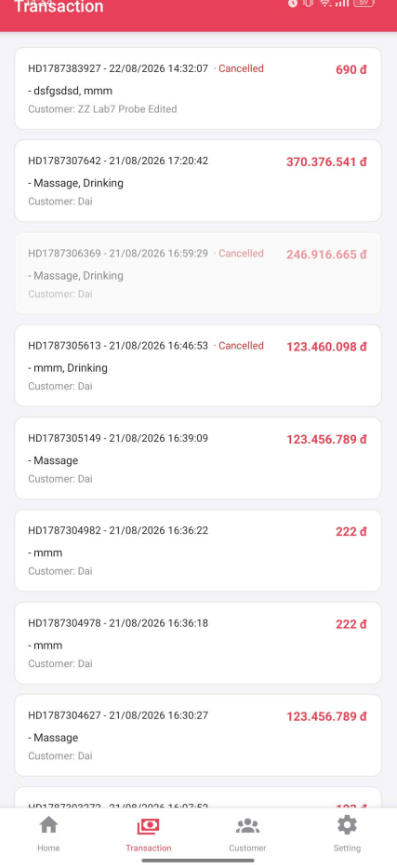 Transaction
59
HD1787383927 - 22/08/2026 14:32:07 · Cancelled
690 đ
- dsfgsdsd, mmm
Customer: ZZ Lab7 Probe Edited
HD1787307642 - 21/08/2026 17:20:42
370.376.541 đ
- Massage, Drinking
Customer: Dai
HD1787306369 - 21/08/2026 16:59:29 · Cancelled
246.916.665 đ
- Massage, Drinking
Customer: Dai
HD1787305613 - 21/08/2026 16:46:53 · Cancelled
123.460.098 đ
- mmm, Drinking
Customer: Dai
HD1787305149 - 21/08/2026 16:39:09
123.456.789 đ
- Massage
Customer: Dai
HD1787304982 - 21/08/2026 16:36:22
222 đ
- mmm
Customer: Dai
HD1787304978 - 21/08/2026 16:36:18
222 đ
- mmm
Customer: Dai
HD1787304627 - 21/08/2026 16:30:27
123.456.789 đ
- Massage
Customer: Dai
Home
Transaction
Customer
Setting